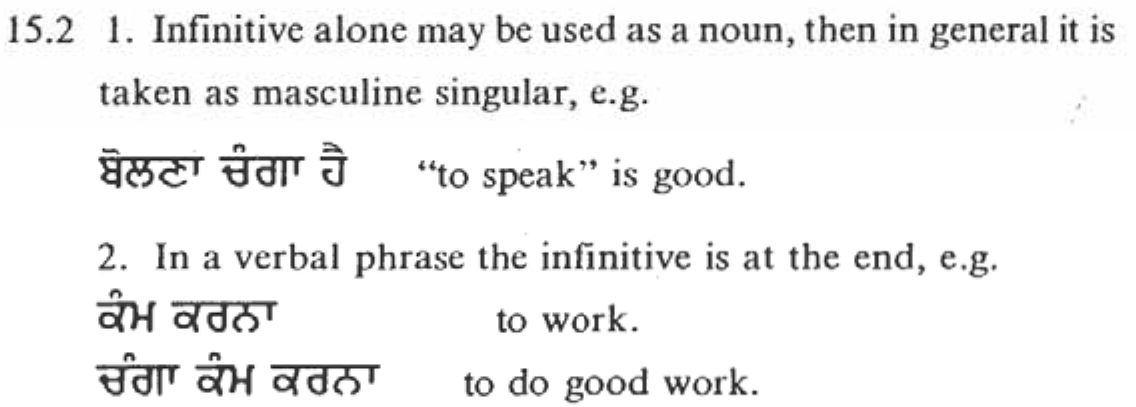 15.2 1. Infinitive alone may be used as a noun, then in general it is
taken as masculine singular, e.g.
ਬੋਲਣਾ ਚੰਗਾ ਹੈ “to speak” is good.
2. In a verbal phrase the infinitive is at the end, e.g.
ਕੰਮ ਕਰਨਾ to work.
ਚੰਗਾ ਕੰਮ ਕਰਨਾ to do good work.